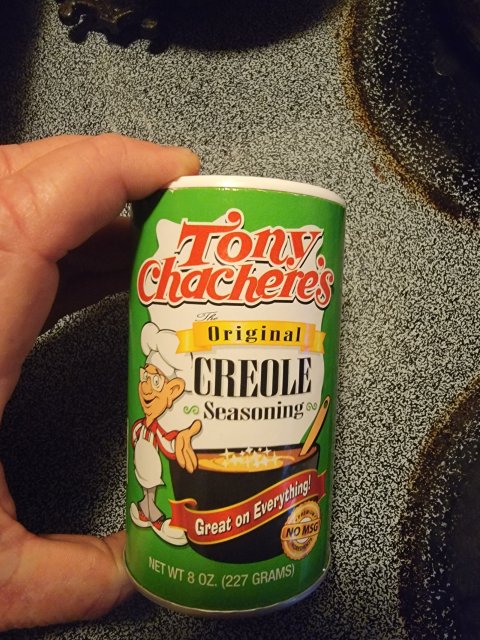 Tony
Chachere's
The
Original
CREOLE
Seasoning
Great on Everything!
NO MSG
NET WT 8 OZ. (227 GRAMS)